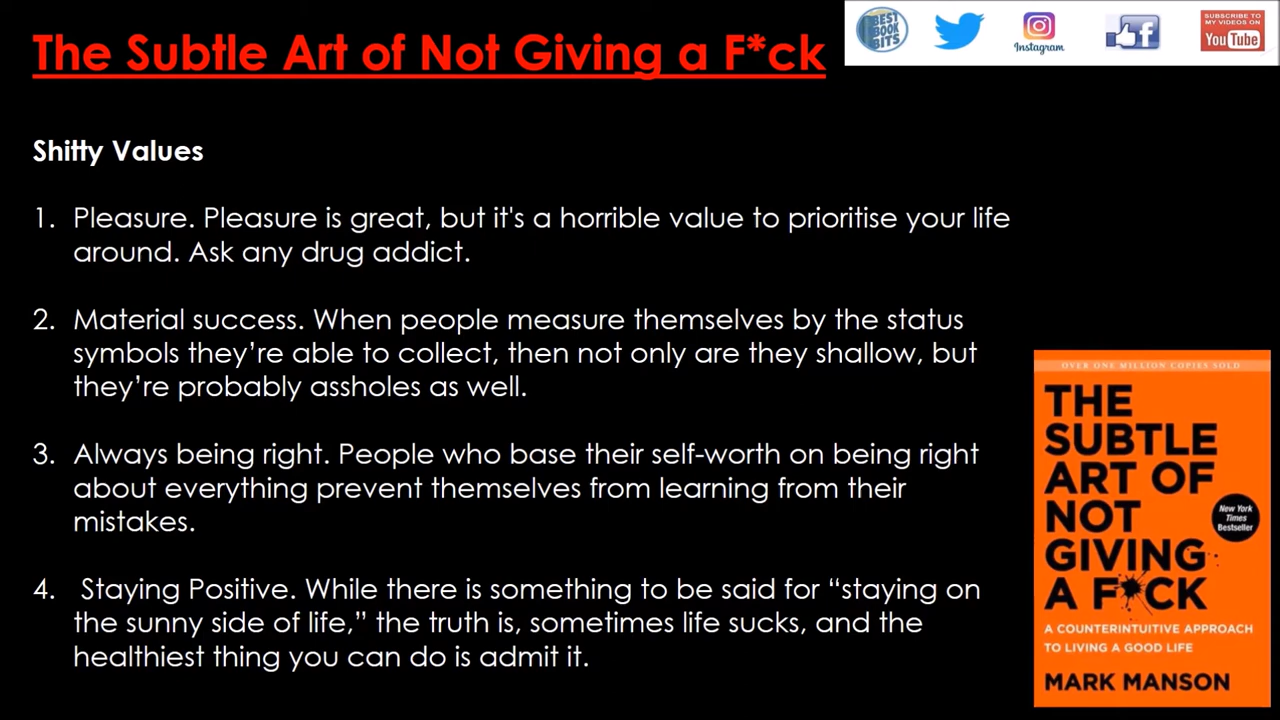 The Subtle Art of Not Giving a F*ck
BEST
BOOK
BITS
Instagram
SUBSCRIBE TO
MY VIDEOS ON
YouTube
Shitty Values
1. Pleasure. Pleasure is great, but it's a horrible value to prioritise your life
around. Ask any drug addict.
2. Material success. When people measure themselves by the status
symbols they’re able to collect, then not only are they shallow, but
they’re probably assholes as well.
3. Always being right. People who base their self-worth on being right
about everything prevent themselves from learning from their
mistakes.
4. Staying Positive. While there is something to be said for “staying on
the sunny side of life,” the truth is, sometimes life sucks, and the
healthiest thing you can do is admit it.
OVER ONE MILLION COPIES SOLD
THE
SUBTLE
ART OF
NOT
GIVING
A F*CK
New York
Times
Bestseller
A COUNTERINTUITIVE APPROACH
TO LIVING A GOOD LIFE
MARK MANSON